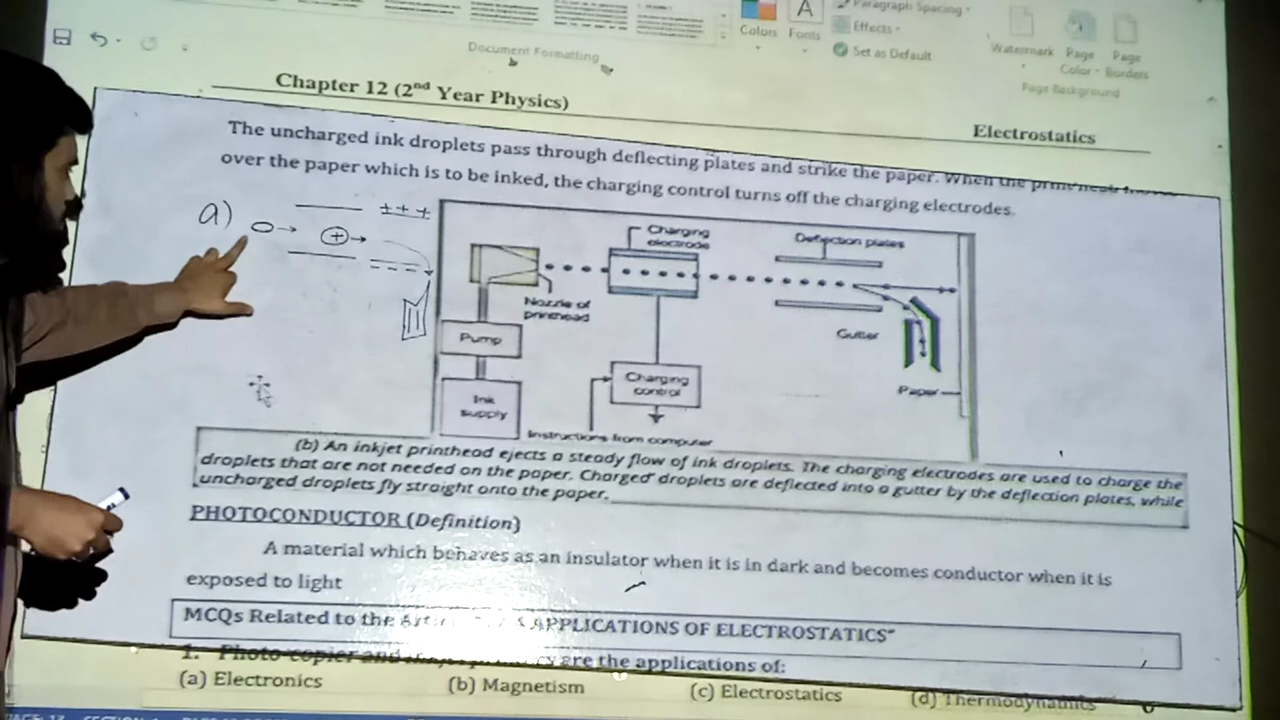 Document Formatting
Colors
Fonts
Paragraph Spacing
Effects
Set as Default
Watermark
Page Color
Page Borders
Page Background
Chapter 12 (2nd Year Physics)
Electrostatics
The uncharged ink droplets pass through deflecting plates and strike the paper. When the
over the paper which is to be inked, the charging control turns off the charging electrodes.
a)
+ + +
+
Charging
electrode
Deflection plates
Nozzle of
printhead
Gutter
Pump
Charging
control
Paper
Ink
supply
Instructions from computer
(b) An inkjet printhead ejects a steady flow of ink droplets. The charging electrodes are used to charge the
droplets that are not needed on the paper. Charged droplets are deflected into a gutter by the deflection plates, while
uncharged droplets fly straight onto the paper.
PHOTOCONDUCTOR (Definition)
A material which behaves as an insulator when it is in dark and becomes conductor when it is
exposed to light
MCQs Related to the APPLICATIONS OF ELECTROSTATICS"
1. Photo copier and are the applications of:
(a) Electronics (b) Magnetism (c) Electrostatics (d) Thermodynamics